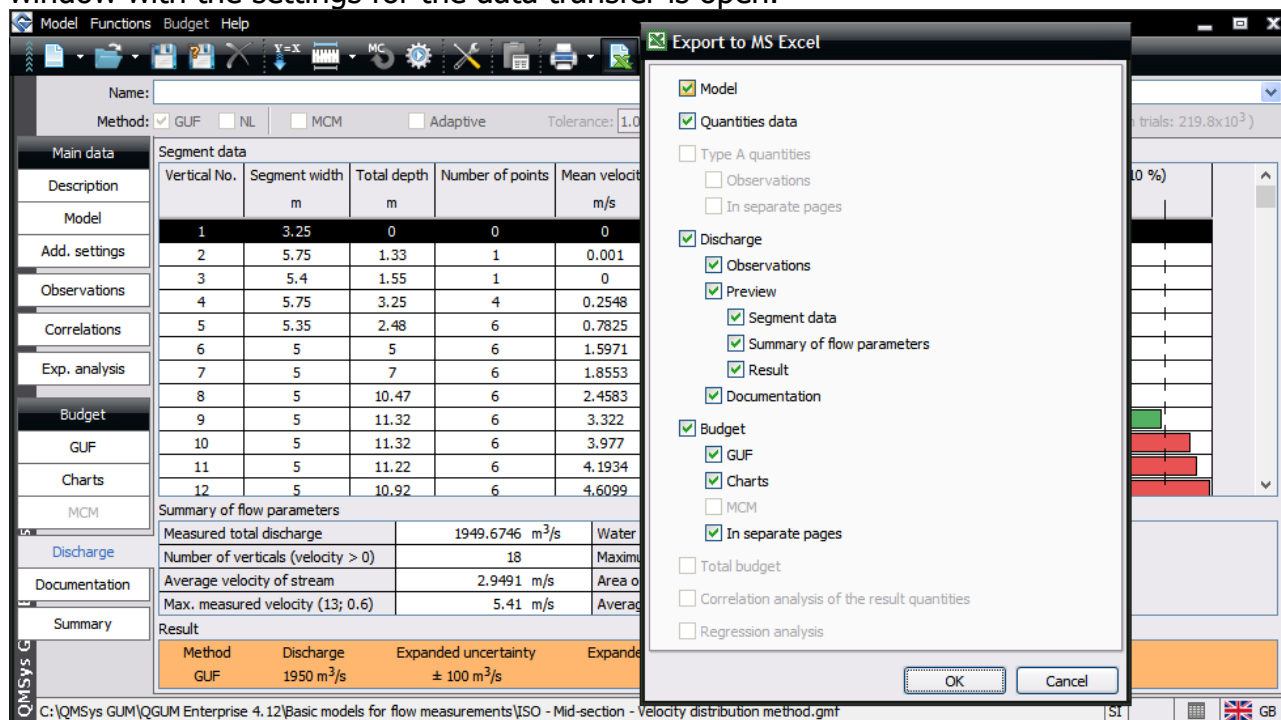 window with the settings for the data transfer is open.
Model Functions Budget Help
Export to MS Excel
Y=X MC
Name:
Method: GUF NL MCM Adaptive Tolerance: 1.0 trials: 219.8x10³)
Main data
Description
Model
Add. settings
Observations
Correlations
Exp. analysis
Budget
GUF
Charts
MCM
Discharge
Documentation
Summary
QMSys G
Segment data
Vertical No. Segment width Total depth Number of points Mean velocit 10 %)
m m m/s
1 3.25 0 0 0
2 5.75 1.33 1 0.001
3 5.4 1.55 1 0
4 5.75 3.25 4 0.2548
5 5.35 2.48 6 0.7825
6 5 5 6 1.5971
7 5 7 6 1.8553
8 5 10.47 6 2.4583
9 5 11.32 6 3.322
10 5 11.32 6 3.977
11 5 11.22 6 4.1934
12 5 10.92 6 4.6099
Summary of flow parameters
Measured total discharge 1949.6746 m³/s Water
Number of verticals (velocity > 0) 18 Maximu
Average velocity of stream 2.9491 m/s Area o
Max. measured velocity (13; 0.6) 5.41 m/s Averag
Result
Method Discharge Expanded uncertainty Expande
GUF 1950 m³/s ± 100 m³/s
Model
Quantities data
Type A quantities
Observations
In separate pages
Discharge
Observations
Preview
Segment data
Summary of flow parameters
Result
Documentation
Budget
GUF
Charts
MCM
In separate pages
Total budget
Correlation analysis of the result quantities
Regression analysis
OK Cancel
C:\QMSys GUM\QGUM Enterprise 4.12\Basic models for flow measurements\ISO - Mid-section - Velocity distribution method.gmf SI GB